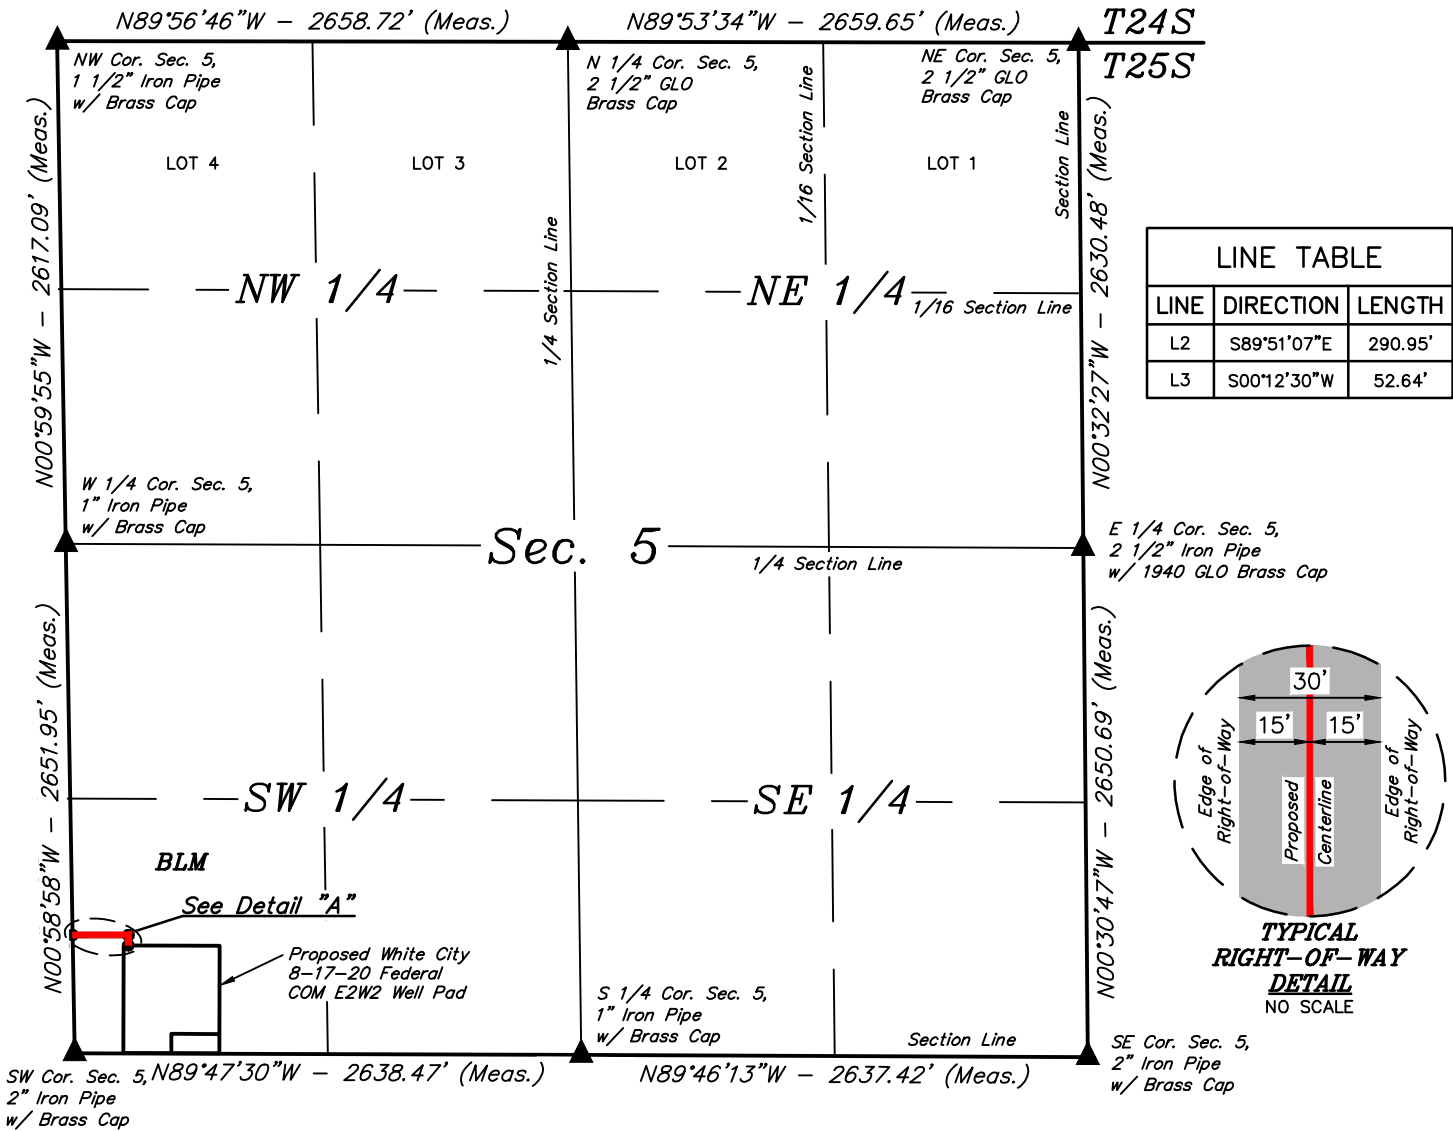 N89°56'46"W - 2658.72' (Meas.)
N89°53'34"W - 2659.65' (Meas.)
T24S
T25S
NW Cor. Sec. 5,
1 1/2" Iron Pipe
w/ Brass Cap
N 1/4 Cor. Sec. 5,
2 1/2" GLO
Brass Cap
NE Cor. Sec. 5,
2 1/2" GLO
Brass Cap
LOT 4
LOT 3
LOT 2
LOT 1
1/16 Section Line
Section Line
N00°59'55"W - 2617.09' (Meas.)
1/4 Section Line
N00°32'27"W - 2630.48' (Meas.)
NW 1/4
NE 1/4
1/16 Section Line
LINE TABLE
LINE DIRECTION LENGTH
L2 S89°51'07"E 290.95'
L3 S00°12'30"W 52.64'
W 1/4 Cor. Sec. 5,
1" Iron Pipe
w/ Brass Cap
Sec. 5
1/4 Section Line
E 1/4 Cor. Sec. 5,
2 1/2" Iron Pipe
w/ 1940 GLO Brass Cap
N00°58'58"W - 2651.95' (Meas.)
N00°30'47"W - 2650.69' (Meas.)
SW 1/4
SE 1/4
30'
15'
15'
Edge of
Right-of-Way
Proposed
Centerline
Edge of
Right-of-Way
TYPICAL
RIGHT-OF-WAY
DETAIL
NO SCALE
BLM
See Detail "A"
Proposed White City
8-17-20 Federal
COM E2W2 Well Pad
S 1/4 Cor. Sec. 5,
1" Iron Pipe
w/ Brass Cap
Section Line
SW Cor. Sec. 5,
2" Iron Pipe
w/ Brass Cap
N89°47'30"W - 2638.47' (Meas.)
N89°46'13"W - 2637.42' (Meas.)
SE Cor. Sec. 5,
2" Iron Pipe
w/ Brass Cap